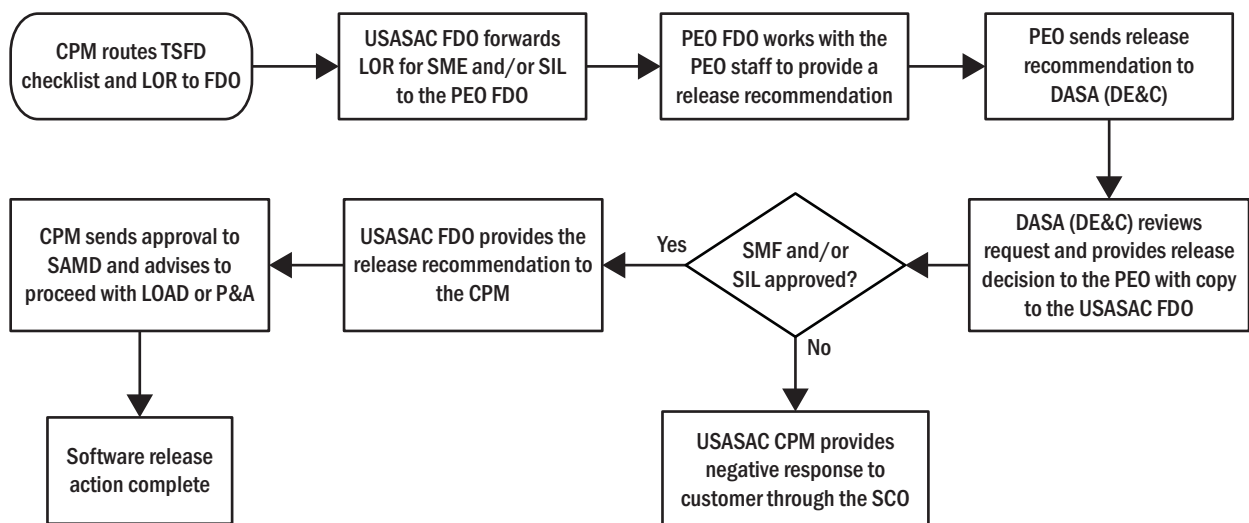 CPM routes TSFD
checklist and LOR to FDO
USASAC FDO forwards
LOR for SME and/or SIL
to the PEO FDO
PEO FDO works with the
PEO staff to provide a
release recommendation
PEO sends release
recommendation to
DASA (DE&C)
DASA (DE&C) reviews
request and provides release
decision to the PEO with copy
to the USASAC FDO
SMF and/or
SIL approved?
Yes
No
USASAC FDO provides the
release recommendation to
the CPM
CPM sends approval to
SAMD and advises to
proceed with LOAD or P&A
Software release
action complete
USASAC CPM provides
negative response to
customer through the SCO